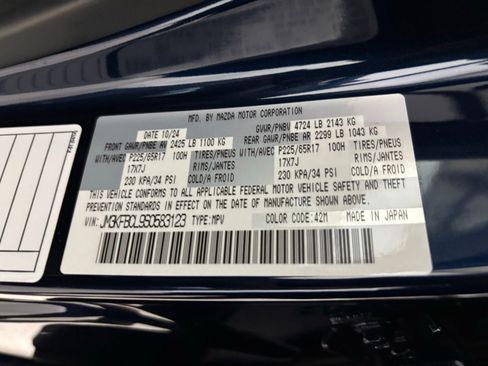 MFD. BY MAZDA MOTOR CORPORATION
DATE 10/24 GVWR/PNBV 4724 LB 2143 KG
FRONT GAWR/PNBE AV 2425 LB 1100 KG REAR GAWR/PNBE AR 2299 LB 1043 KG
WITH/AVEC P225/65R17 100H TIRES/PNEUS WITH/AVEC P225/65R17 100H TIRES/PNEUS
17X7J RIMS/JANTES 17X7J RIMS/JANTES
230 KPA/34 PSI COLD/A FROID 230 KPA/34 PSI COLD/A FROID
THIS VEHICLE CONFORMS TO ALL APPLICABLE FEDERAL MOTOR VEHICLE SAFETY AND THEFT
PREVENTION STANDARDS IN EFFECT ON THE DATE OF MANUFACTURE SHOWN ABOVE.
VIN: JM3KFBCL9S0583123 TYPE:MPV COLOR CODE:42M MADE IN JAPAN